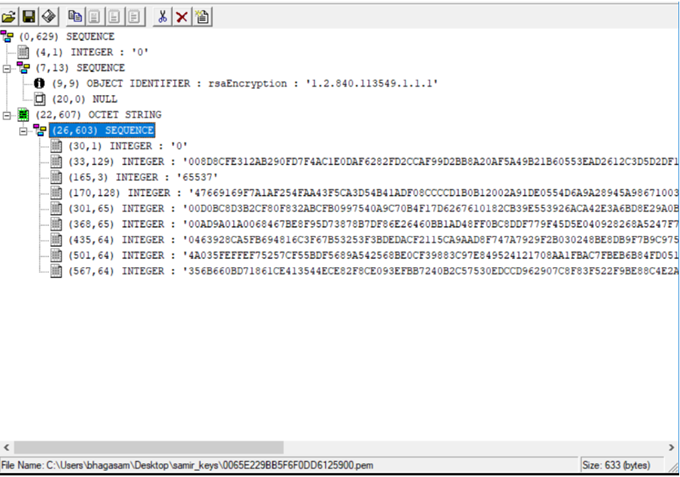 (0,629) SEQUENCE
(4,1) INTEGER : '0'
(7,13) SEQUENCE
(9,9) OBJECT IDENTIFIER : rsaEncryption : '1.2.840.113549.1.1.1'
(20,0) NULL
(22,607) OCTET STRING
(26,603) SEQUENCE
(30,1) INTEGER : '0'
(33,129) INTEGER : '008D8CFE312AB290FD7F4AC1E0DAF6282FD2CCAF99D2BB8A20AF5A49B21B60553EAD2612C3D5D2DF1
(165,3) INTEGER : '65537'
(170,128) INTEGER : '47669169F7A1AF254FAA43F5CA3D54B41ADF08CCCCD1B0B12002A91DE0554D6A9A28945A98671003
(301,65) INTEGER : '00D0BC8D3B2CF80F832ABCFB0997540A9C70B4F17D6267610182CB39E553926ACA42E3A6BD8E29A0B
(368,65) INTEGER : '00AD9A01A0068467BE8F95D73878B7DF86E26460BB1AD48FF0BC8DDF779F45D5E040928268A5247F7
(435,64) INTEGER : '0463928CA5FB694816C3F67B53253F3BDEDACF2115CA9AAD8F747A7929F2B030248BE8DB9F7B9C975
(501,64) INTEGER : '4A035FEFFEF75257CF55BDF5689A542568BE0CF39883C97E849524121708AA1FBAC7FBEB6B84FD051
(567,64) INTEGER : '356B660BD71861CE413544ECE82F8CE093EFBB7240B2C57530EDCCD962907C8F83F522F9BE88C4E2A
File Name: C:\Users\bhagasam\Desktop\samir_keys\0065E229BB5F6F0DD6125900.pem
Size: 633 (bytes)